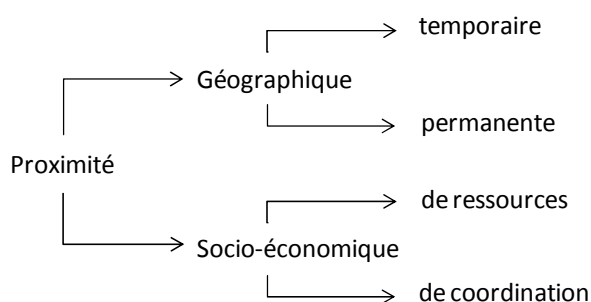 temporaire
Géographique
permanente
Proximité
de ressources
Socio-économique
de coordination